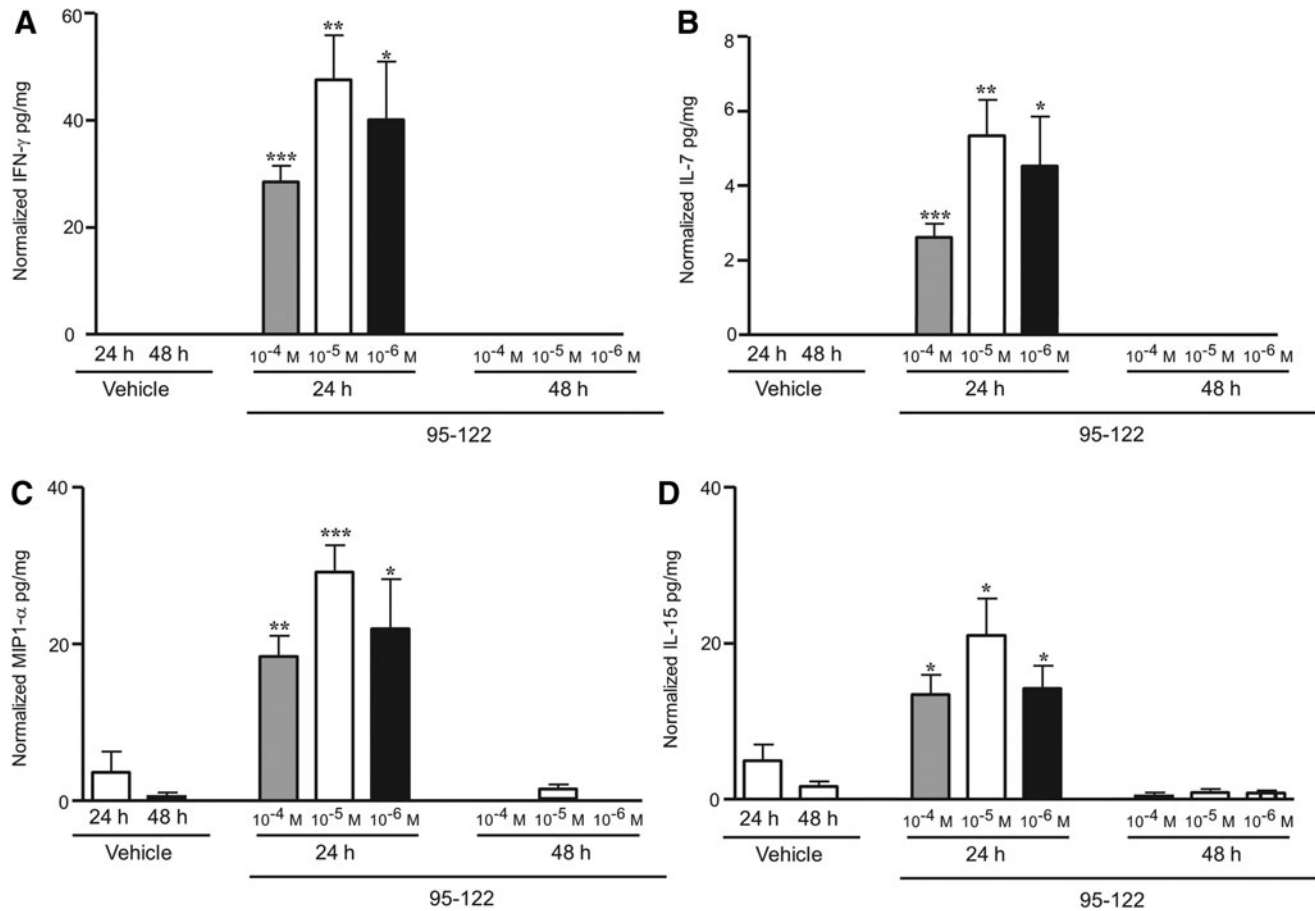 A
Normalized IFN-γ pg/mg
60
40
20
0
***
**
*
24 h 48 h
10⁻⁴ M 10⁻⁵ M 10⁻⁶ M
10⁻⁴ M 10⁻⁵ M 10⁻⁶ M
Vehicle
24 h
48 h
95-122
B
Normalized IL-7 pg/mg
8
6
4
2
0
***
**
*
24 h 48 h
10⁻⁴ M 10⁻⁵ M 10⁻⁶ M
10⁻⁴ M 10⁻⁵ M 10⁻⁶ M
Vehicle
24 h
48 h
95-122
C
Normalized MIP1-α pg/mg
40
20
0
**
***
*
24 h 48 h
10⁻⁴ M 10⁻⁵ M 10⁻⁶ M
10⁻⁴ M 10⁻⁵ M 10⁻⁶ M
Vehicle
24 h
48 h
95-122
D
Normalized IL-15 pg/mg
40
20
0
*
*
*
24 h 48 h
10⁻⁴ M 10⁻⁵ M 10⁻⁶ M
10⁻⁴ M 10⁻⁵ M 10⁻⁶ M
Vehicle
24 h
48 h
95-122